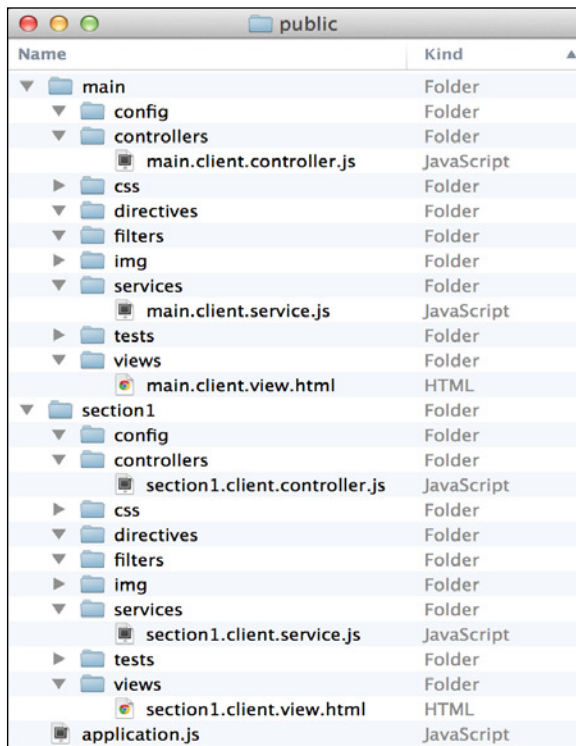 public
Name Kind
main Folder
config Folder
controllers Folder
main.client.controller.js JavaScript
css Folder
directives Folder
filters Folder
img Folder
services Folder
main.client.service.js JavaScript
tests Folder
views Folder
main.client.view.html HTML
section1 Folder
config Folder
controllers Folder
section1.client.controller.js JavaScript
css Folder
directives Folder
filters Folder
img Folder
services Folder
section1.client.service.js JavaScript
tests Folder
views Folder
section1.client.view.html HTML
application.js JavaScript